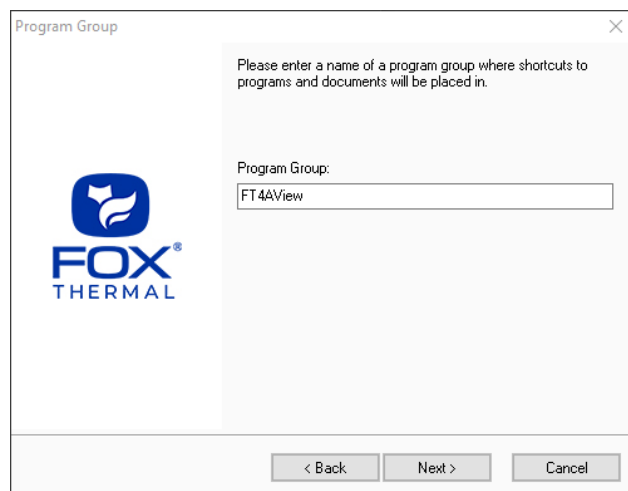 Program Group
Please enter a name of a program group where shortcuts to
programs and documents will be placed in.
Program Group:
FT4AView
FOX®
THERMAL
< Back
Next >
Cancel